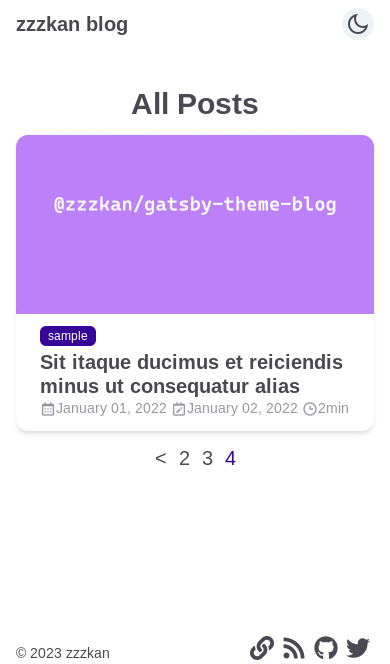 zzzkan blog
All Posts
@zzzkan/gatsby-theme-blog
sample
Sit itaque ducimus et reiciendis
minus ut consequatur alias
January 01, 2022 January 02, 2022 2min
< 2 3 4
© 2023 zzzkan